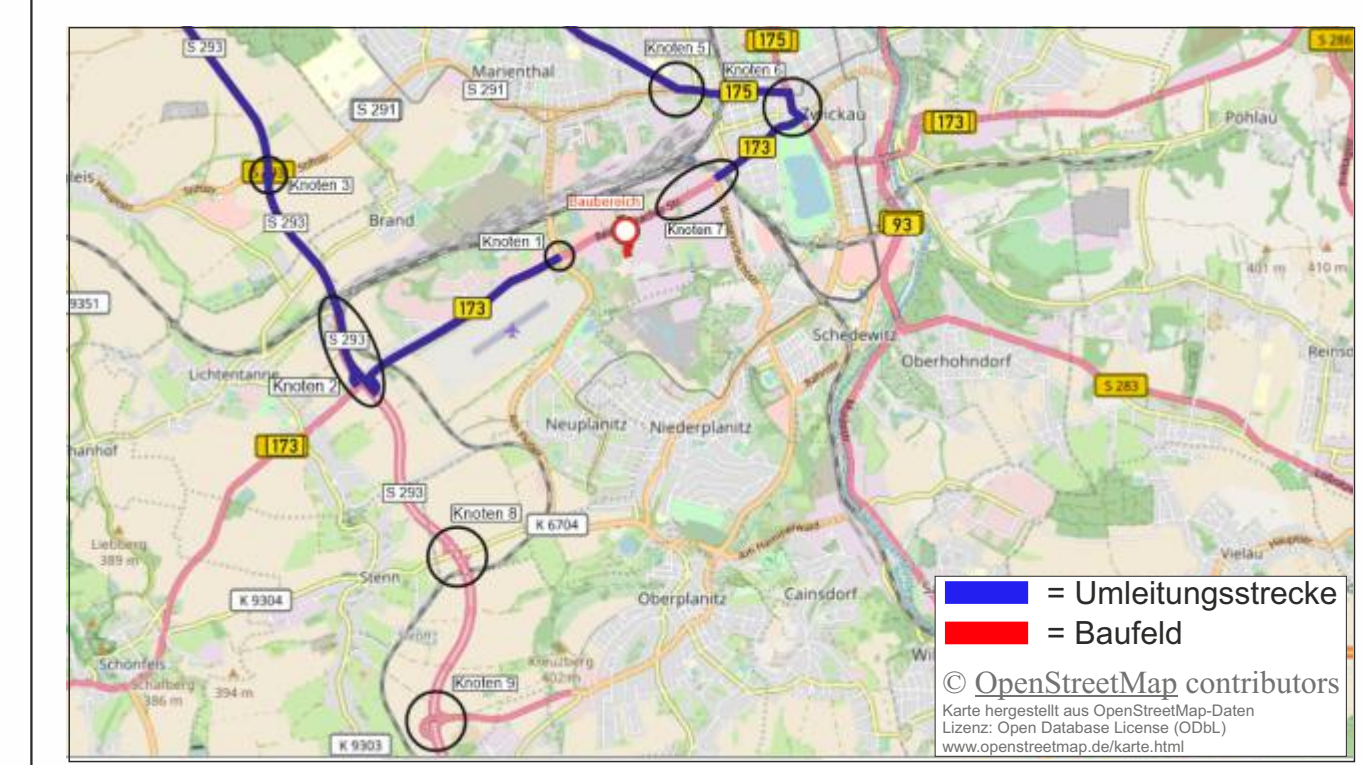 S 293
Knoten 5
175
S 286
Marienthal
S 291
Knoten 6
175
S 291
Zwickau
173
Pöhlau
173
Knoten 3
S 293
Brand
Baubereich
Knoten 1
Knoten 7
93
401 m
410 m
9351
173
S 293
Schedewitz
Oberhohndorf
Lichtentanne
Knoten 2
S 283
Neuplanitz
Niederplanitz
173
S 293
Knoten 8
K 6704
Am Hammerwald
Liebberg
389 m
Vielau
Stenn
K 9304
Oberplanitz
Cainsdorf
= Umleitungsstrecke
= Baufeld
Schönfels
394 m
386 m
Kreuzberg
402 m
Knoten 9
K 9303
© OpenStreetMap contributors
Karte hergestellt aus OpenStreetMap-Daten
Lizenz: Open Database License (ODbL)
www.openstreetmap.de/karte.html